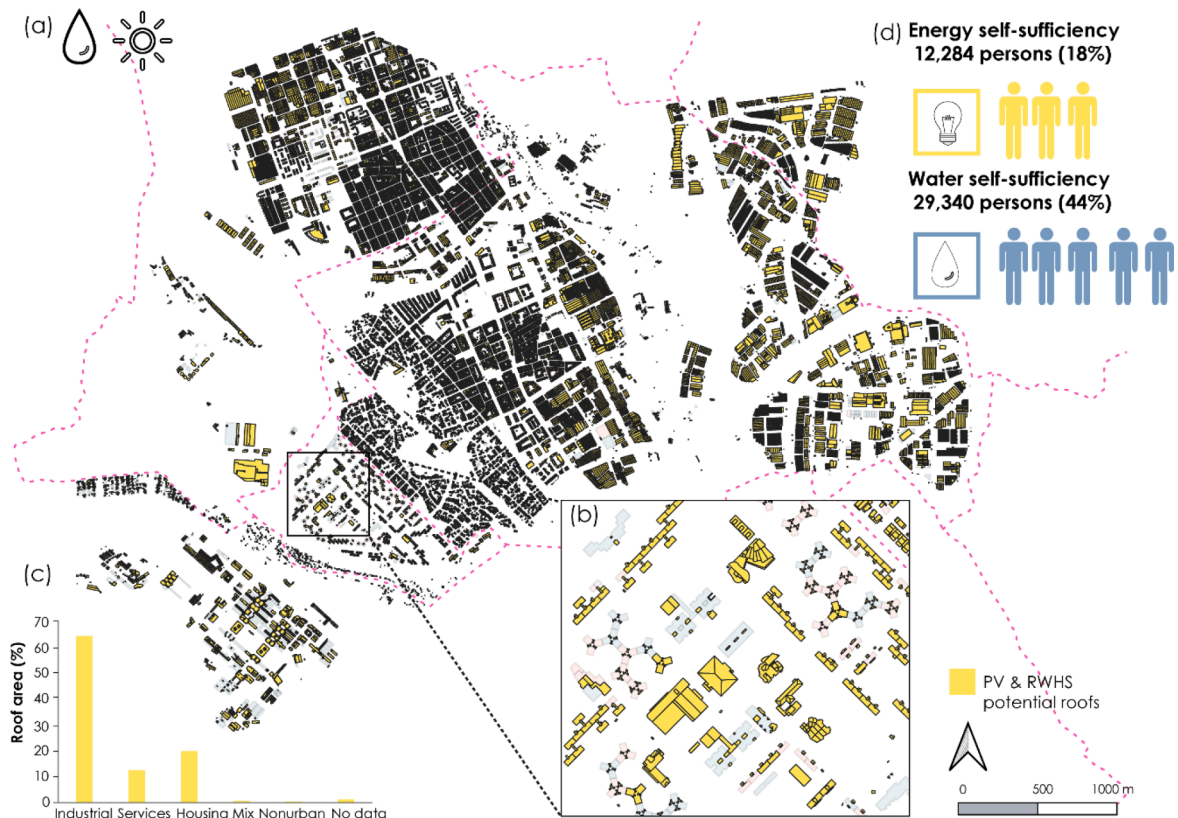 (a)
(d)
Energy self-sufficiency
12,284 persons (18%)
Water self-sufficiency
29,340 persons (44%)
(b)
(c)
Roof area (%)
70
60
50
40
30
20
10
0
Industrial Services Housing Mix Nonurban No data
PV & RWHS
potential roofs
0 500 1000 m